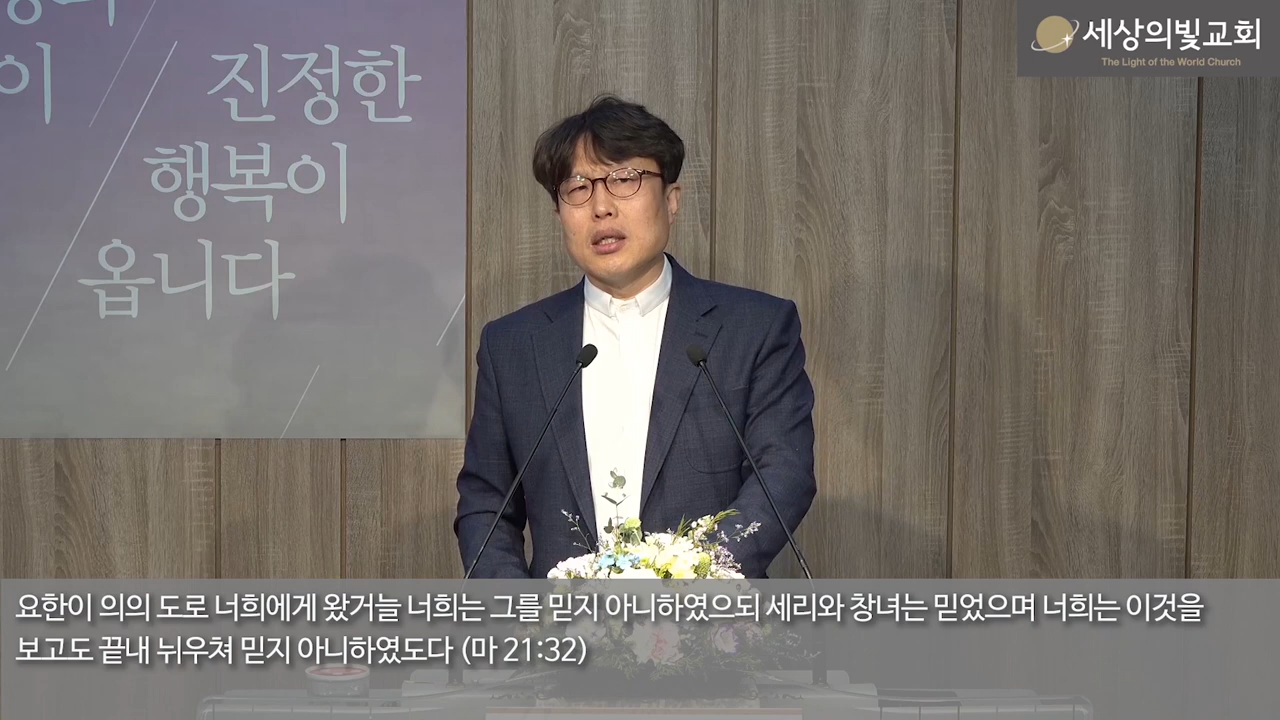 이
진정한
행복이
옵니다
세상의빛교회
The Light of the World Church
요한이 의의 도로 너희에게 왔거늘 너희는 그를 믿지 아니하였으되 세리와 창녀는 믿었으며 너희는 이것을
보고도 끝내 뉘우쳐 믿지 아니하였도다 (마 21:32)